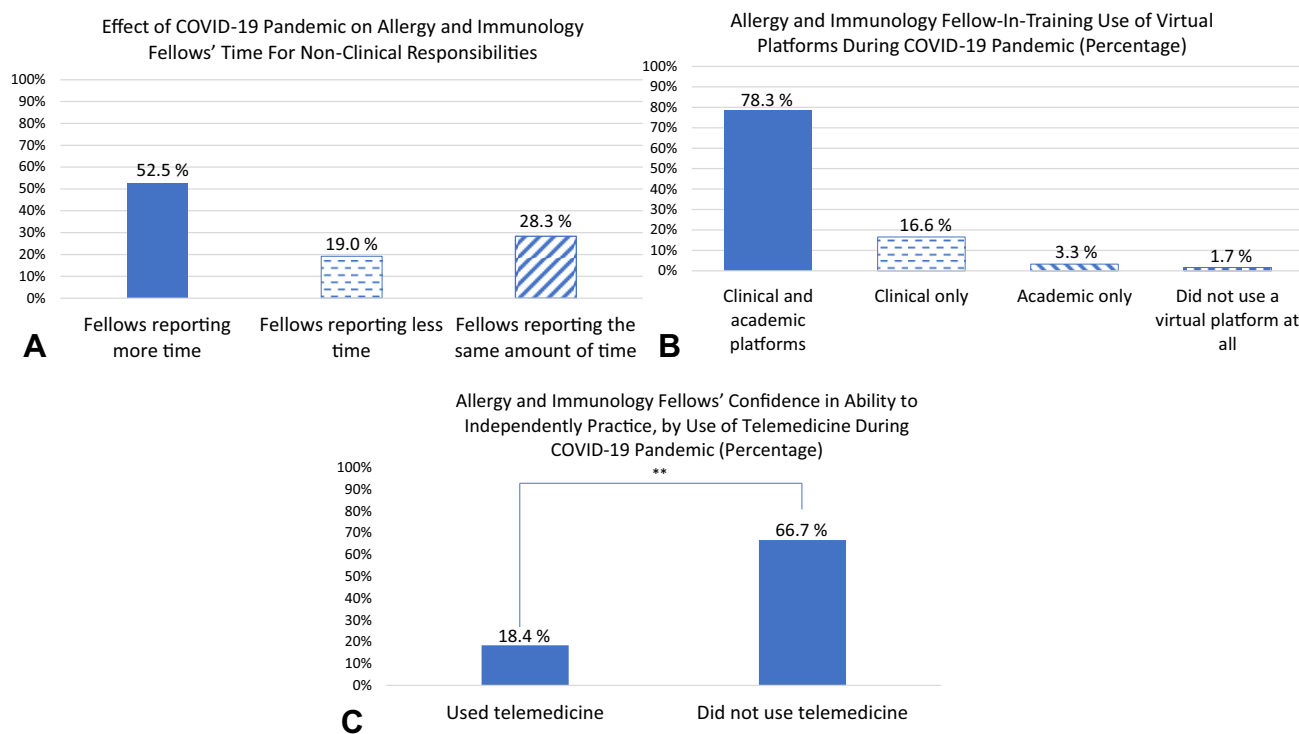 Effect of COVID-19 Pandemic on Allergy and Immunology
Fellows' Time For Non-Clinical Responsibilities
100%
90%
80%
70%
60%
50%
40%
30%
20%
10%
0%
52.5 %
19.0 %
28.3 %
Fellows reporting
more time
Fellows reporting less
time
Fellows reporting the
same amount of time
A
Allergy and Immunology Fellow-In-Training Use of Virtual
Platforms During COVID-19 Pandemic (Percentage)
100%
90%
80%
70%
60%
50%
40%
30%
20%
10%
0%
78.3 %
16.6 %
3.3 %
1.7 %
Clinical and
academic
platforms
Clinical only
Academic only
Did not use a
virtual platform at
all
B
Allergy and Immunology Fellows' Confidence in Ability to
Independently Practice, by Use of Telemedicine During
COVID-19 Pandemic (Percentage)
100%
90%
80%
70%
60%
50%
40%
30%
20%
10%
0%
**
18.4 %
66.7 %
Used telemedicine
Did not use telemedicine
C